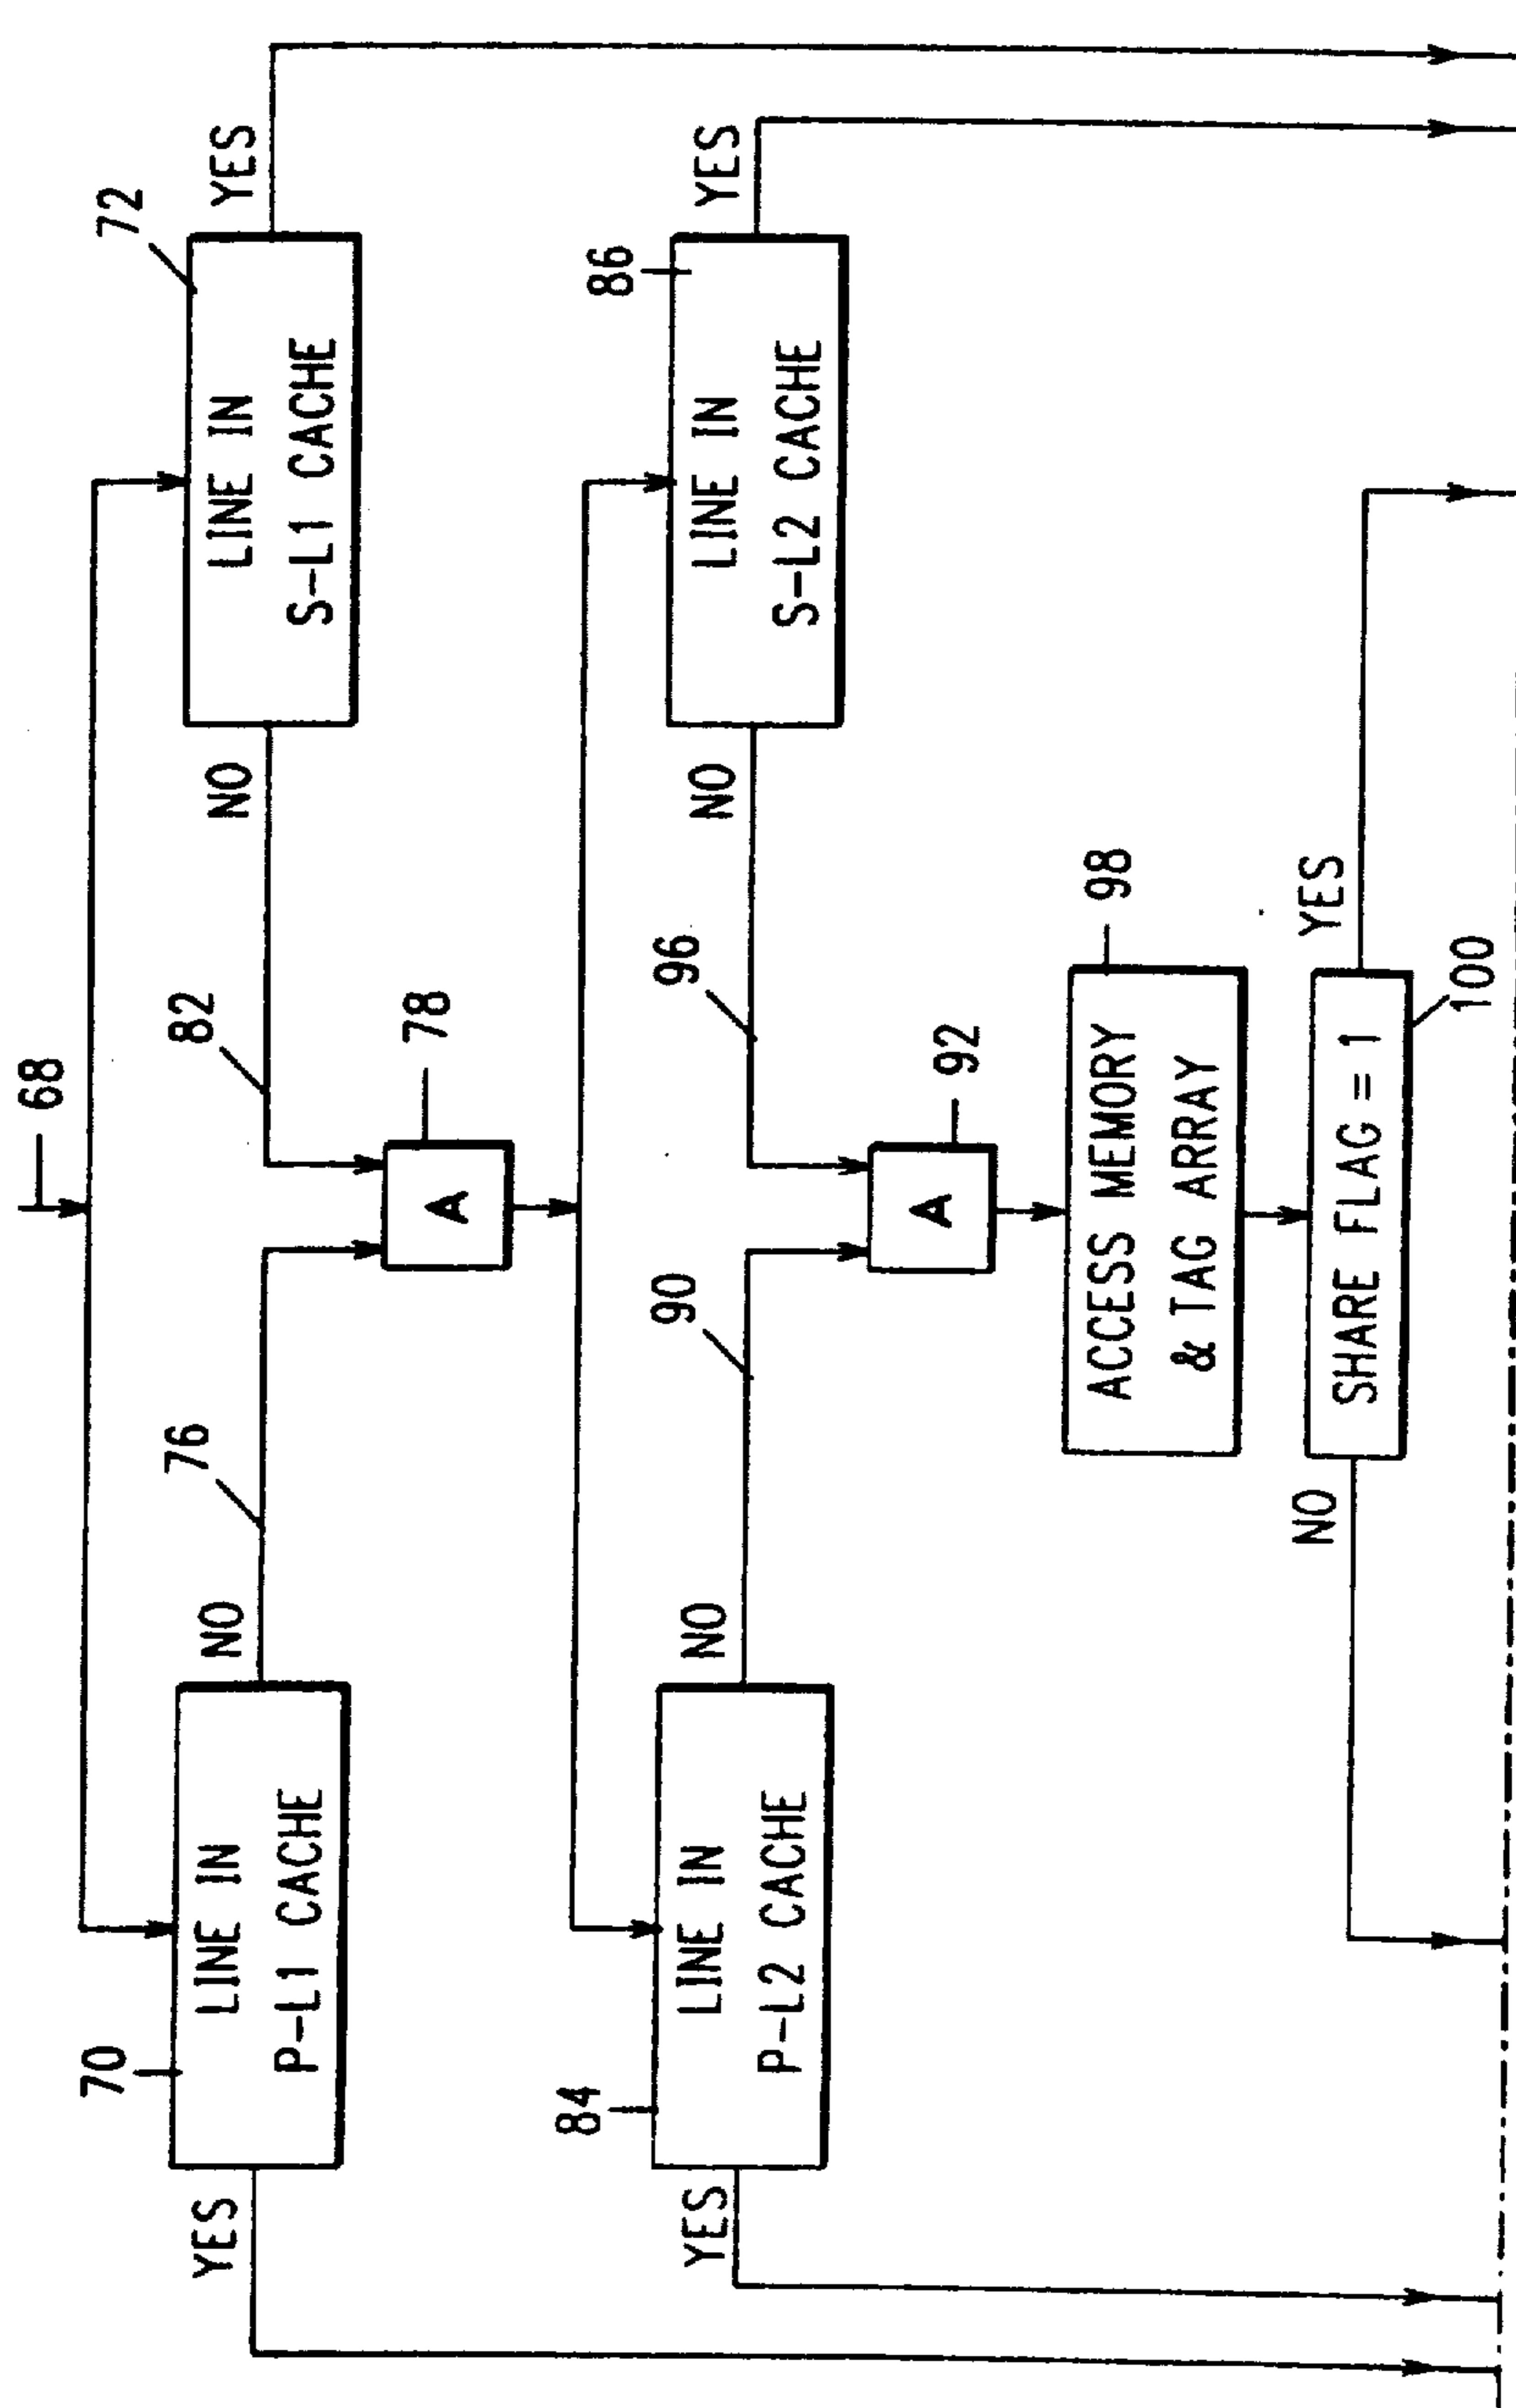 68
70
LINE IN
P-L1 CACHE
YES
NO
72
LINE IN
S-L1 CACHE
NO
YES
76
82
78
A
84
LINE IN
P-L2 CACHE
YES
NO
86
LINE IN
S-L2 CACHE
NO
YES
90
96
92
A
98
ACCESS MEMORY
& TAG ARRAY
NO
SHARE FLAG = 1
YES
100